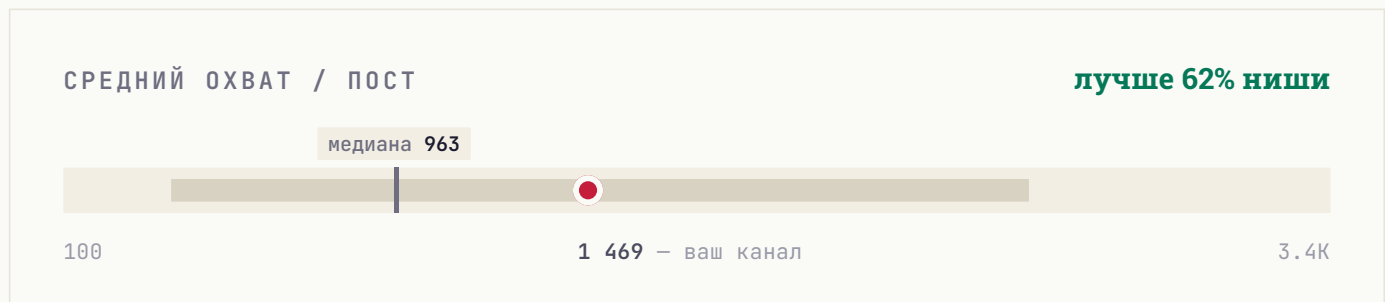 СРЕДНИЙ ОХВАТ / ПОСТ
лучше 62% ниши
медиана 963
100
1 469 — ваш канал
3.4K